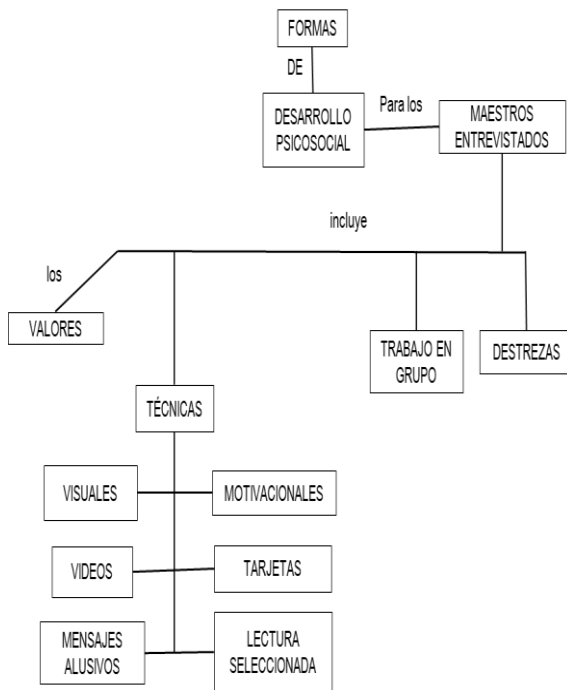 FORMAS
DE
DESARROLLO
PSICOSOCIAL
Para los
MAESTROS
ENTREVISTADOS
incluye
los
VALORES
TRABAJO EN
GRUPO
DESTREZAS
TÉCNICAS
VISUALES
MOTIVACIONALES
VIDEOS
TARJETAS
MENSAJES
ALUSIVOS
LECTURA
SELECCIONADA